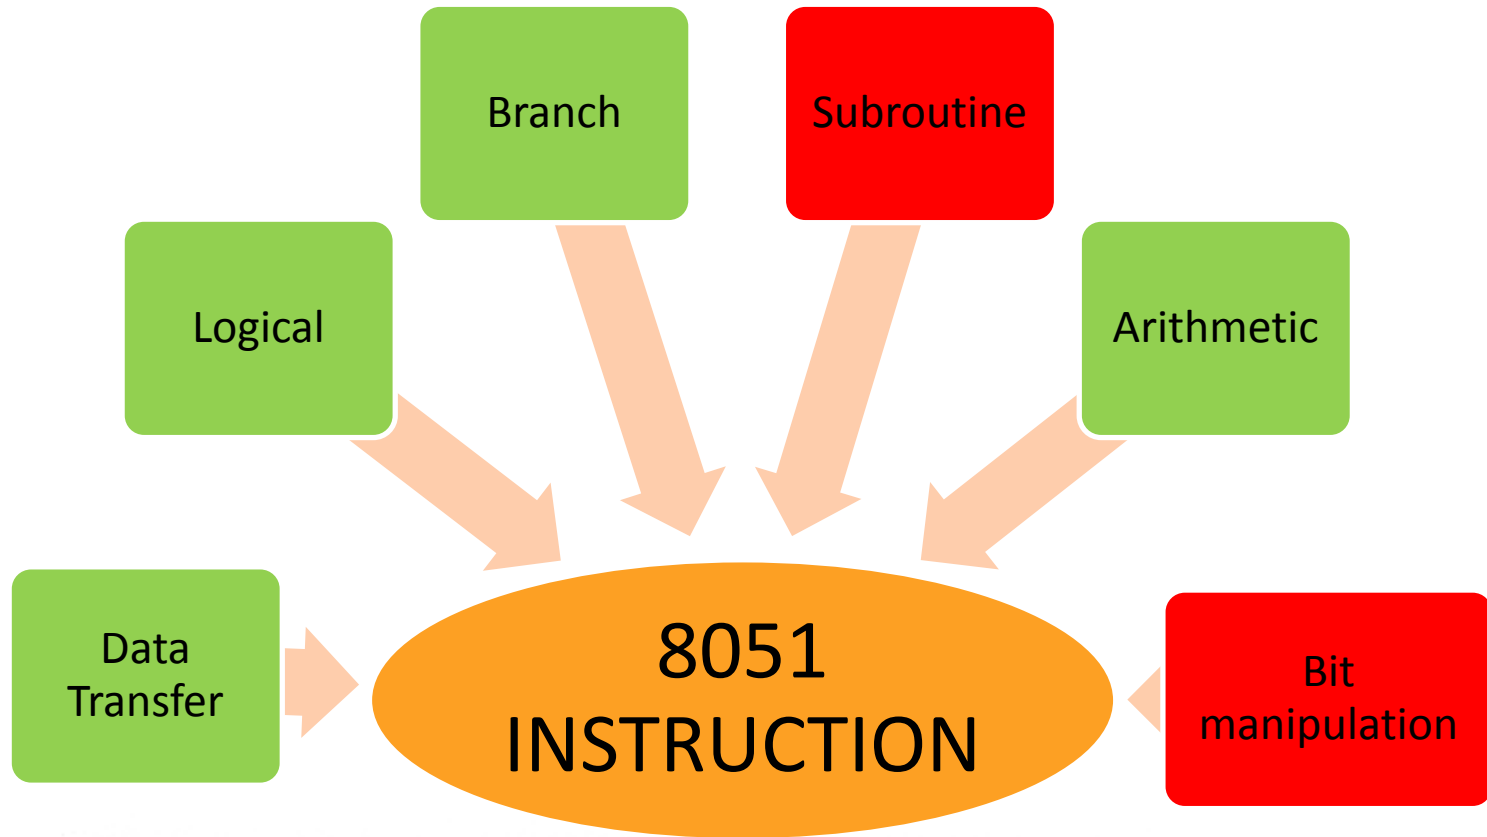 Branch
Subroutine
Logical
Arithmetic
Data
Transfer
8051
INSTRUCTION
Bit
manipulation